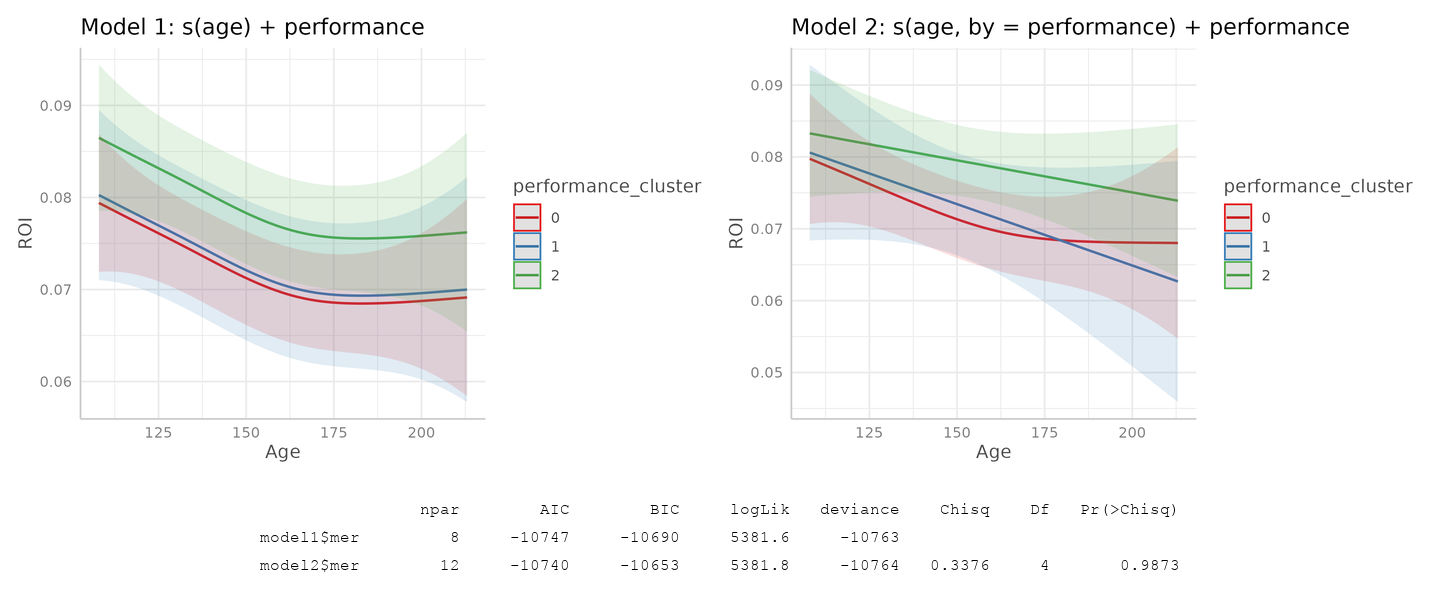 Model 1: s(age) + performance
0.09
0.08
0.07
0.06
ROI
125 150 175 200
Age
performance_cluster
0
1
2
Model 2: s(age, by = performance) + performance
0.09
0.08
0.07
0.06
0.05
ROI
125 150 175 200
Age
performance_cluster
0
1
2
npar AIC BIC logLik deviance Chisq Df Pr(>Chisq)
model1$mer 8 -10747 -10690 5381.6 -10763
model2$mer 12 -10740 -10653 5381.8 -10764 0.3376 4 0.9873